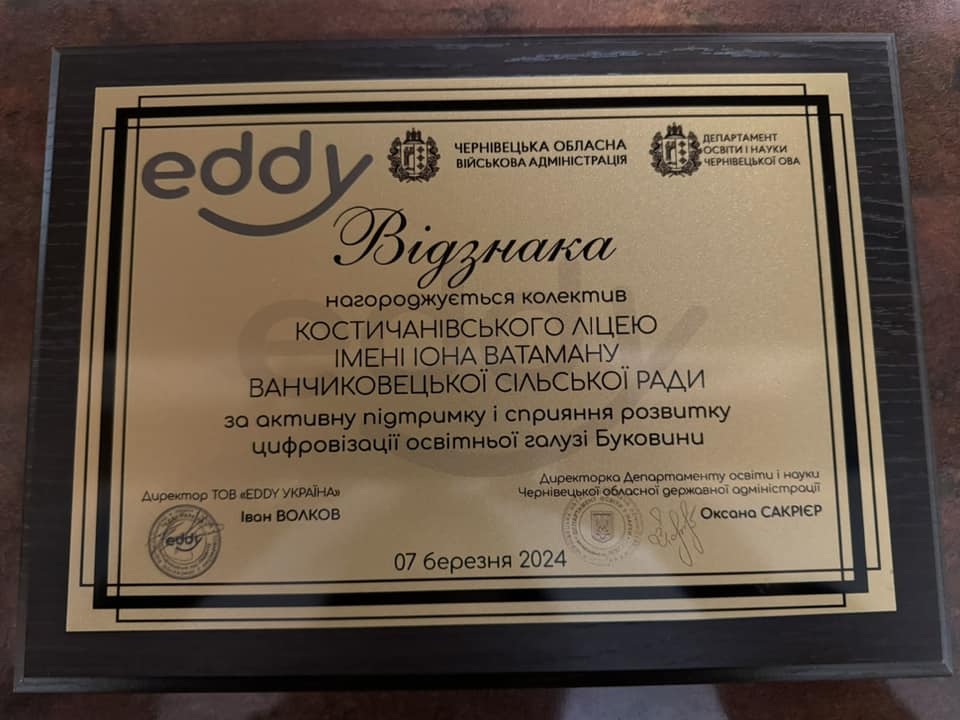 eddy
ЧЕРНІВЕЦЬКА ОБЛАСНА
ВІЙСЬКОВА АДМІНІСТРАЦІЯ
ДЕПАРТАМЕНТ
ОСВІТИ І НАУКИ
ЧЕРНІВЕЦЬКОЇ ОВА
Відзнака
нагороджується колектив
КОСТИЧАНІВСЬКОГО ЛІЦЕЮ
ІМЕНІ ІОНА ВАТАМАНУ
ВАНЧИКОВЕЦЬКОЇ СІЛЬСЬКОЇ РАДИ
за активну підтримку і сприяння розвитку
цифровізації освітньої галузі Буковини
Директор ТОВ «EDDY УКРАЇНА»
Іван ВОЛКОВ
eddy
Директорка Департаменту освіти і науки
Чернівецької обласної державної адміністрації
Оксана САКРІЄР
07 березня 2024